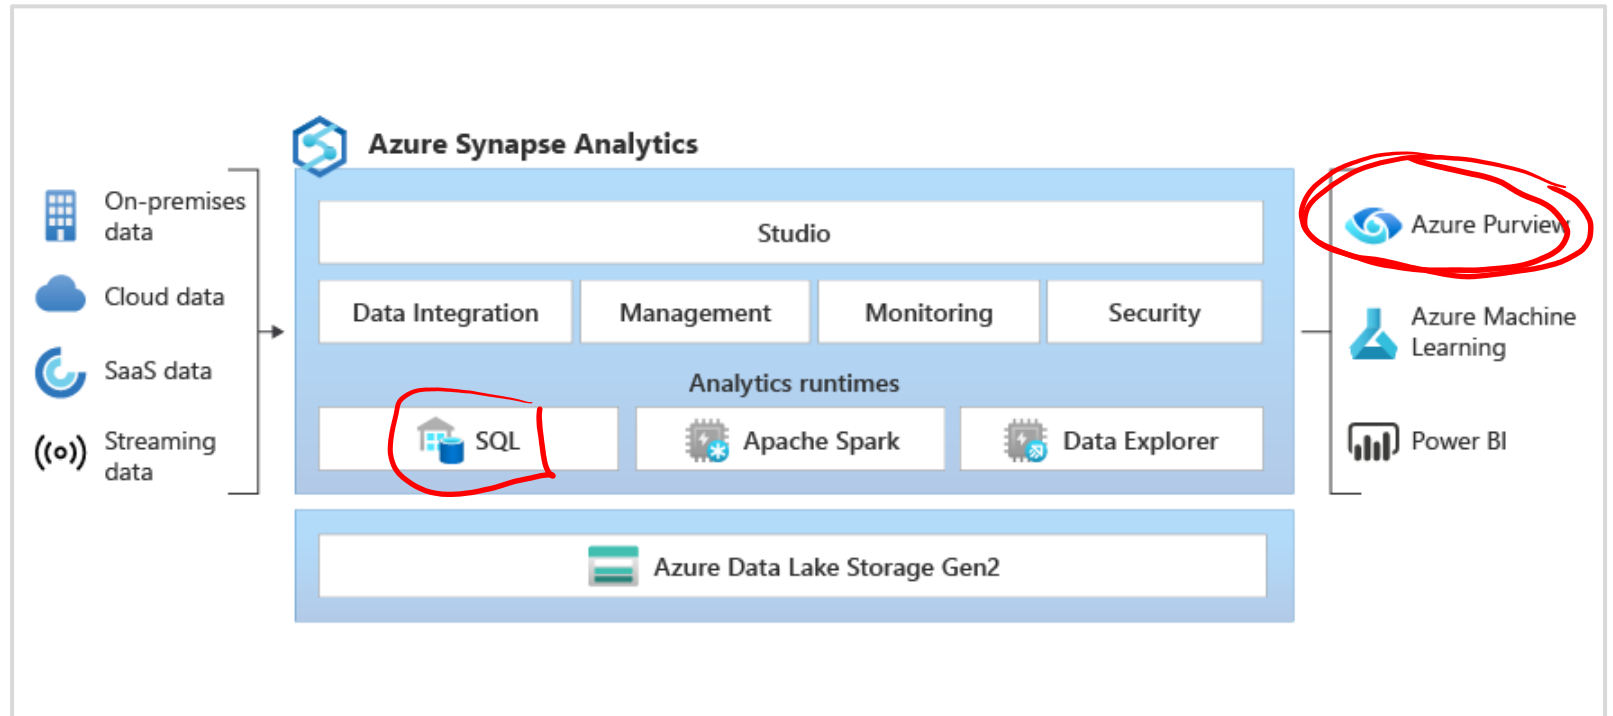 Azure Synapse Analytics
On-premises
data
Cloud data
SaaS data
Streaming
data
Studio
Data Integration
Management
Monitoring
Security
Analytics runtimes
SQL
Apache Spark
Data Explorer
Azure Data Lake Storage Gen2
Azure Purview
Azure Machine
Learning
Power BI